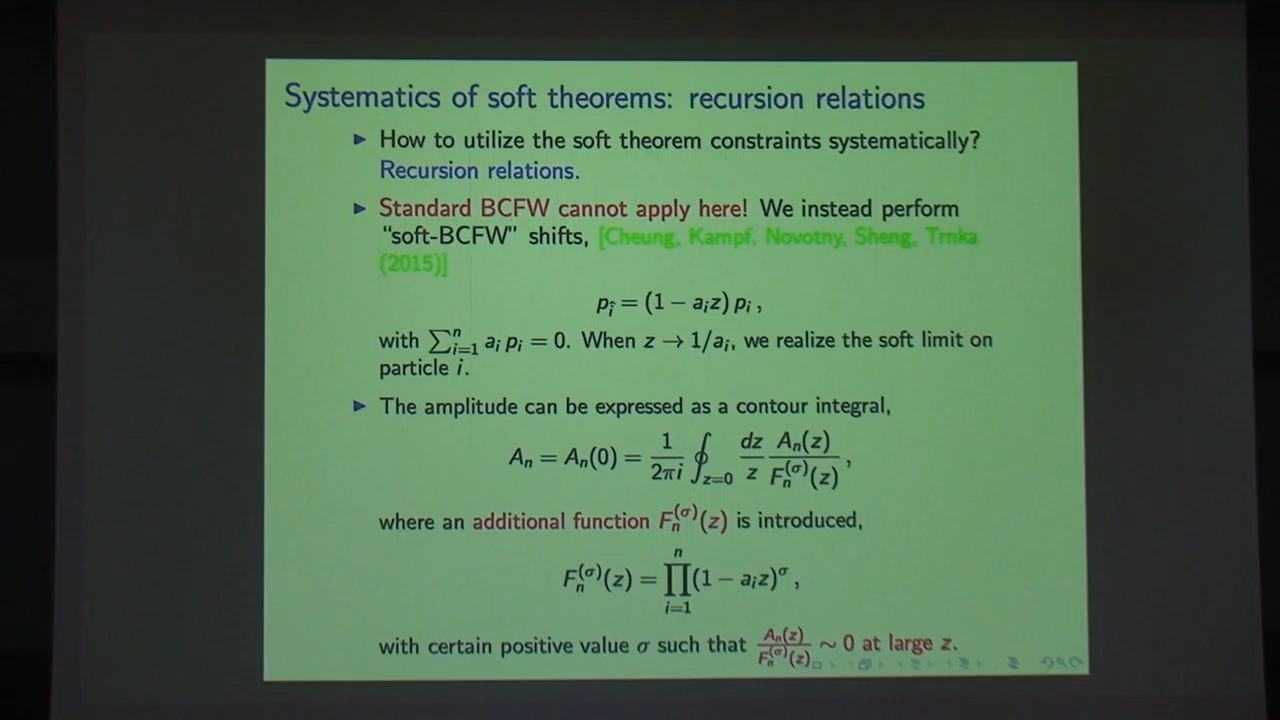 Systematics of soft theorems: recursion relations
▶ How to utilize the soft theorem constraints systematically?
Recursion relations.
▶ Standard BCFW cannot apply here! We instead perform
“soft-BCFW” shifts, [Cheung, Kampf, Novotny, Sheng, Trnka
(2015)]
p_î = (1 − a_i z) p_i ,
with ∑_{i=1}^n a_i p_i = 0. When z → 1/a_i, we realize the soft limit on
particle i.
▶ The amplitude can be expressed as a contour integral,
A_n = A_n(0) = \frac{1}{2πi} ∮_{z=0} \frac{dz}{z} \frac{A_n(z)}{F_n^{(σ)}(z)} ,
where an additional function F_n^{(σ)}(z) is introduced,
F_n^{(σ)}(z) = ∏_{i=1}^n (1 − a_i z)^σ ,
with certain positive value σ such that \frac{A_n(z)}{F_n^{(σ)}(z)} ∼ 0 at large z.